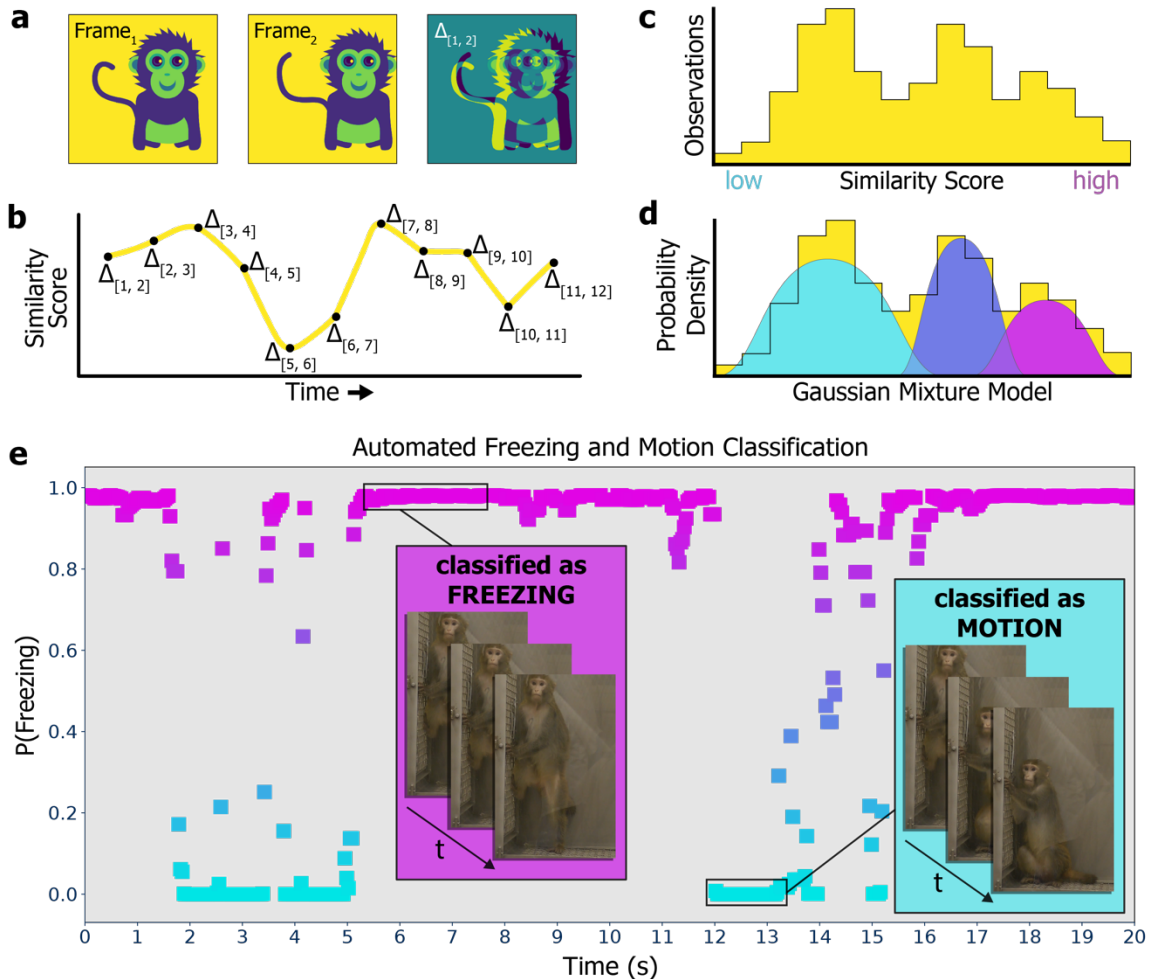 a
Frame1
Frame2
Δ[1, 2]
b
Similarity
Score
Δ[1, 2]
Δ[2, 3]
Δ[3, 4]
Δ[4, 5]
Δ[5, 6]
Δ[6, 7]
Δ[7, 8]
Δ[8, 9]
Δ[9, 10]
Δ[10, 11]
Δ[11, 12]
Time
c
Observations
low
Similarity Score
high
d
Probability
Density
Gaussian Mixture Model
e
Automated Freezing and Motion Classification
P(Freezing)
1.0
0.8
0.6
0.4
0.2
0.0
classified as
FREEZING
t
classified as
MOTION
t
0 1 2 3 4 5 6 7 8 9 10 11 12 13 14 15 16 17 18 19 20
Time (s)